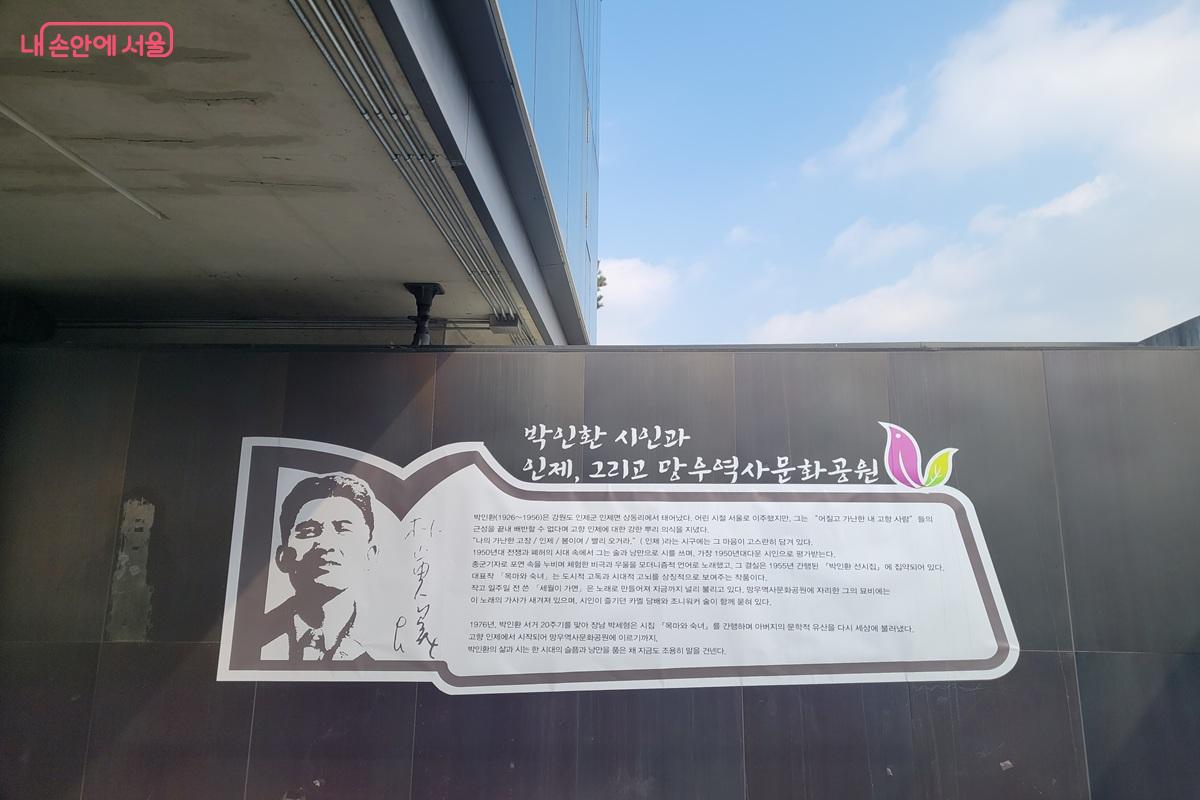 내 손안에 서울
박인환 시인과
인제, 그리고 망우역사문화공원
박인환(1926~1956)은 강원도 인제군 인제면 상동리에서 태어났다. 어린 시절 서울로 이주했지만, 그는 “어질고 가난한 내 고향 사람” 들의
근성을 끝내 배반할 수 없다며 고향 인제에 대한 강한 뿌리 의식을 지녔다.
“나의 가난한 고장 / 인제 / 봄이여 / 빨리 오거라.” ( 인제 )라는 시구에는 그 마음이 고스란히 담겨 있다.
1950년대 전쟁과 폐허의 시대 속에서 그는 술과 낭만으로 시를 쓰며, 가장 1950년대다운 시인으로 평가받는다.
종군기자로 포연 속을 누비며 체험한 비극과 우울을 모더니즘적 언어로 노래했고, 그 결실은 1955년 간행된 『박인환 선시집』에 집약되어 있다.
대표작 「목마와 숙녀」는 도시적 고독과 시대적 고뇌를 상징적으로 보여주는 작품이다.
작고 일주일 전 쓴 「세월이 가면」은 노래로 만들어져 지금까지 널리 불리고 있다. 망우역사문화공원에 자리한 그의 묘비에는
이 노래의 가사가 새겨져 있으며, 시인이 즐기던 카멜 담배와 조니워커 술이 함께 묻혀 있다.
1976년, 박인환 서거 20주기를 맞아 장남 박세형은 시집 『목마와 숙녀』를 간행하며 아버지의 문학적 유산을 다시 세상에 불러냈다.
고향 인제에서 시작되어 망우역사문화공원에 이르기까지,
박인환의 삶과 시는 한 시대의 슬픔과 낭만을 품은 채 지금도 조용히 말을 건넨다.